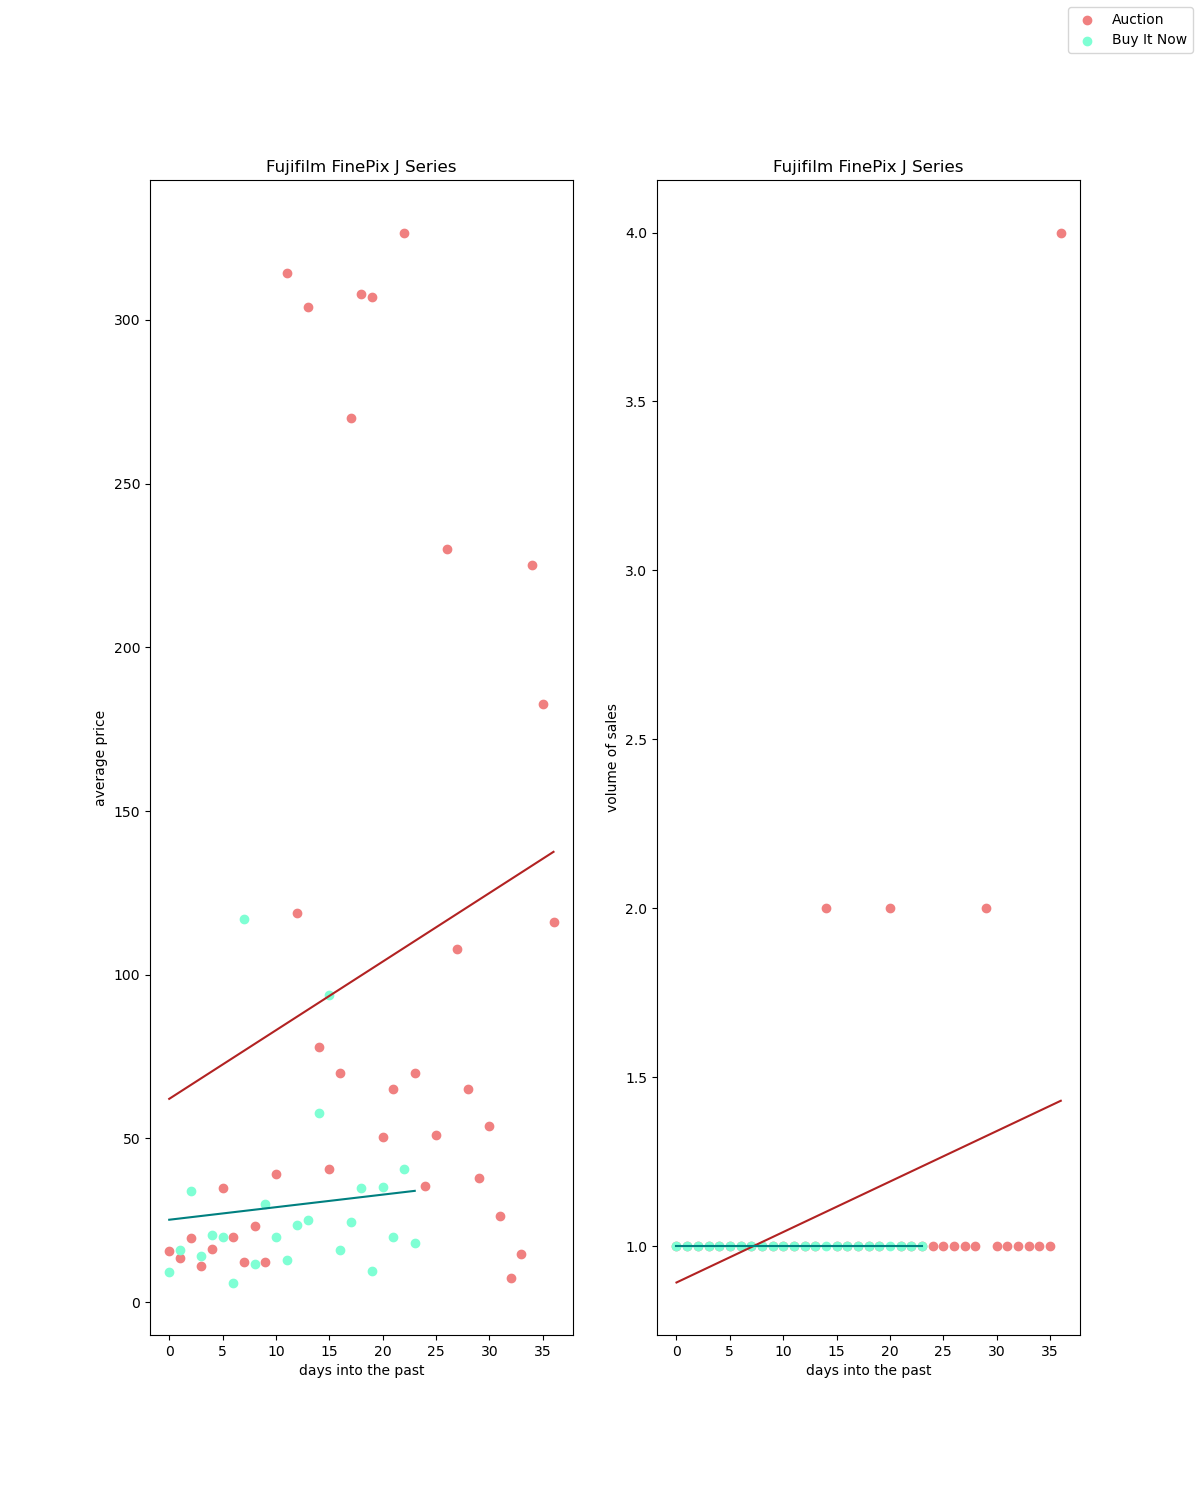 Auction
Buy It Now
Fujifilm FinePix J Series
average price
300
250
200
150
100
50
0
0 5 10 15 20 25 30 35
days into the past
Fujifilm FinePix J Series
volume of sales
4.0
3.5
3.0
2.5
2.0
1.5
1.0
0 5 10 15 20 25 30 35
days into the past